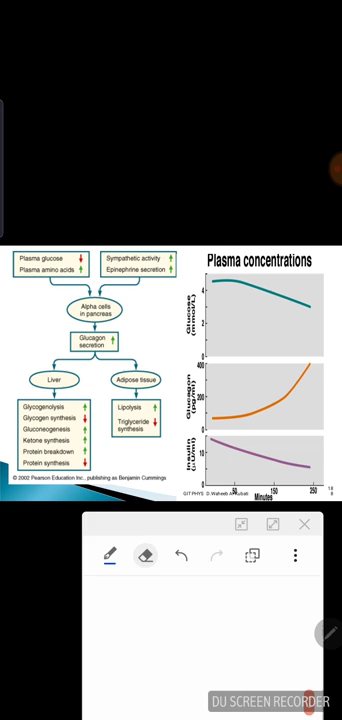 Plasma glucose
Plasma amino acids
Sympathetic activity
Epinephrine secretion
Alpha cells
in pancreas
Glucagon
secretion
Liver
Adipose tissue
Glycogenolysis
Glycogen synthesis
Gluconeogenesis
Ketone synthesis
Protein breakdown
Protein synthesis
Lipolysis
Triglyceride
synthesis
© 2002 Pearson Education Inc., publishing as Benjamin Cummings
Plasma concentrations
Glucose
(mmol/L)
4
2
0
Glucagon
(pg/ml)
400
200
0
Insulin
(μU/ml)
10
0
50
150
250
Minutes
GIT PHYS D.Waheeb
18
DU SCREEN RECORDER